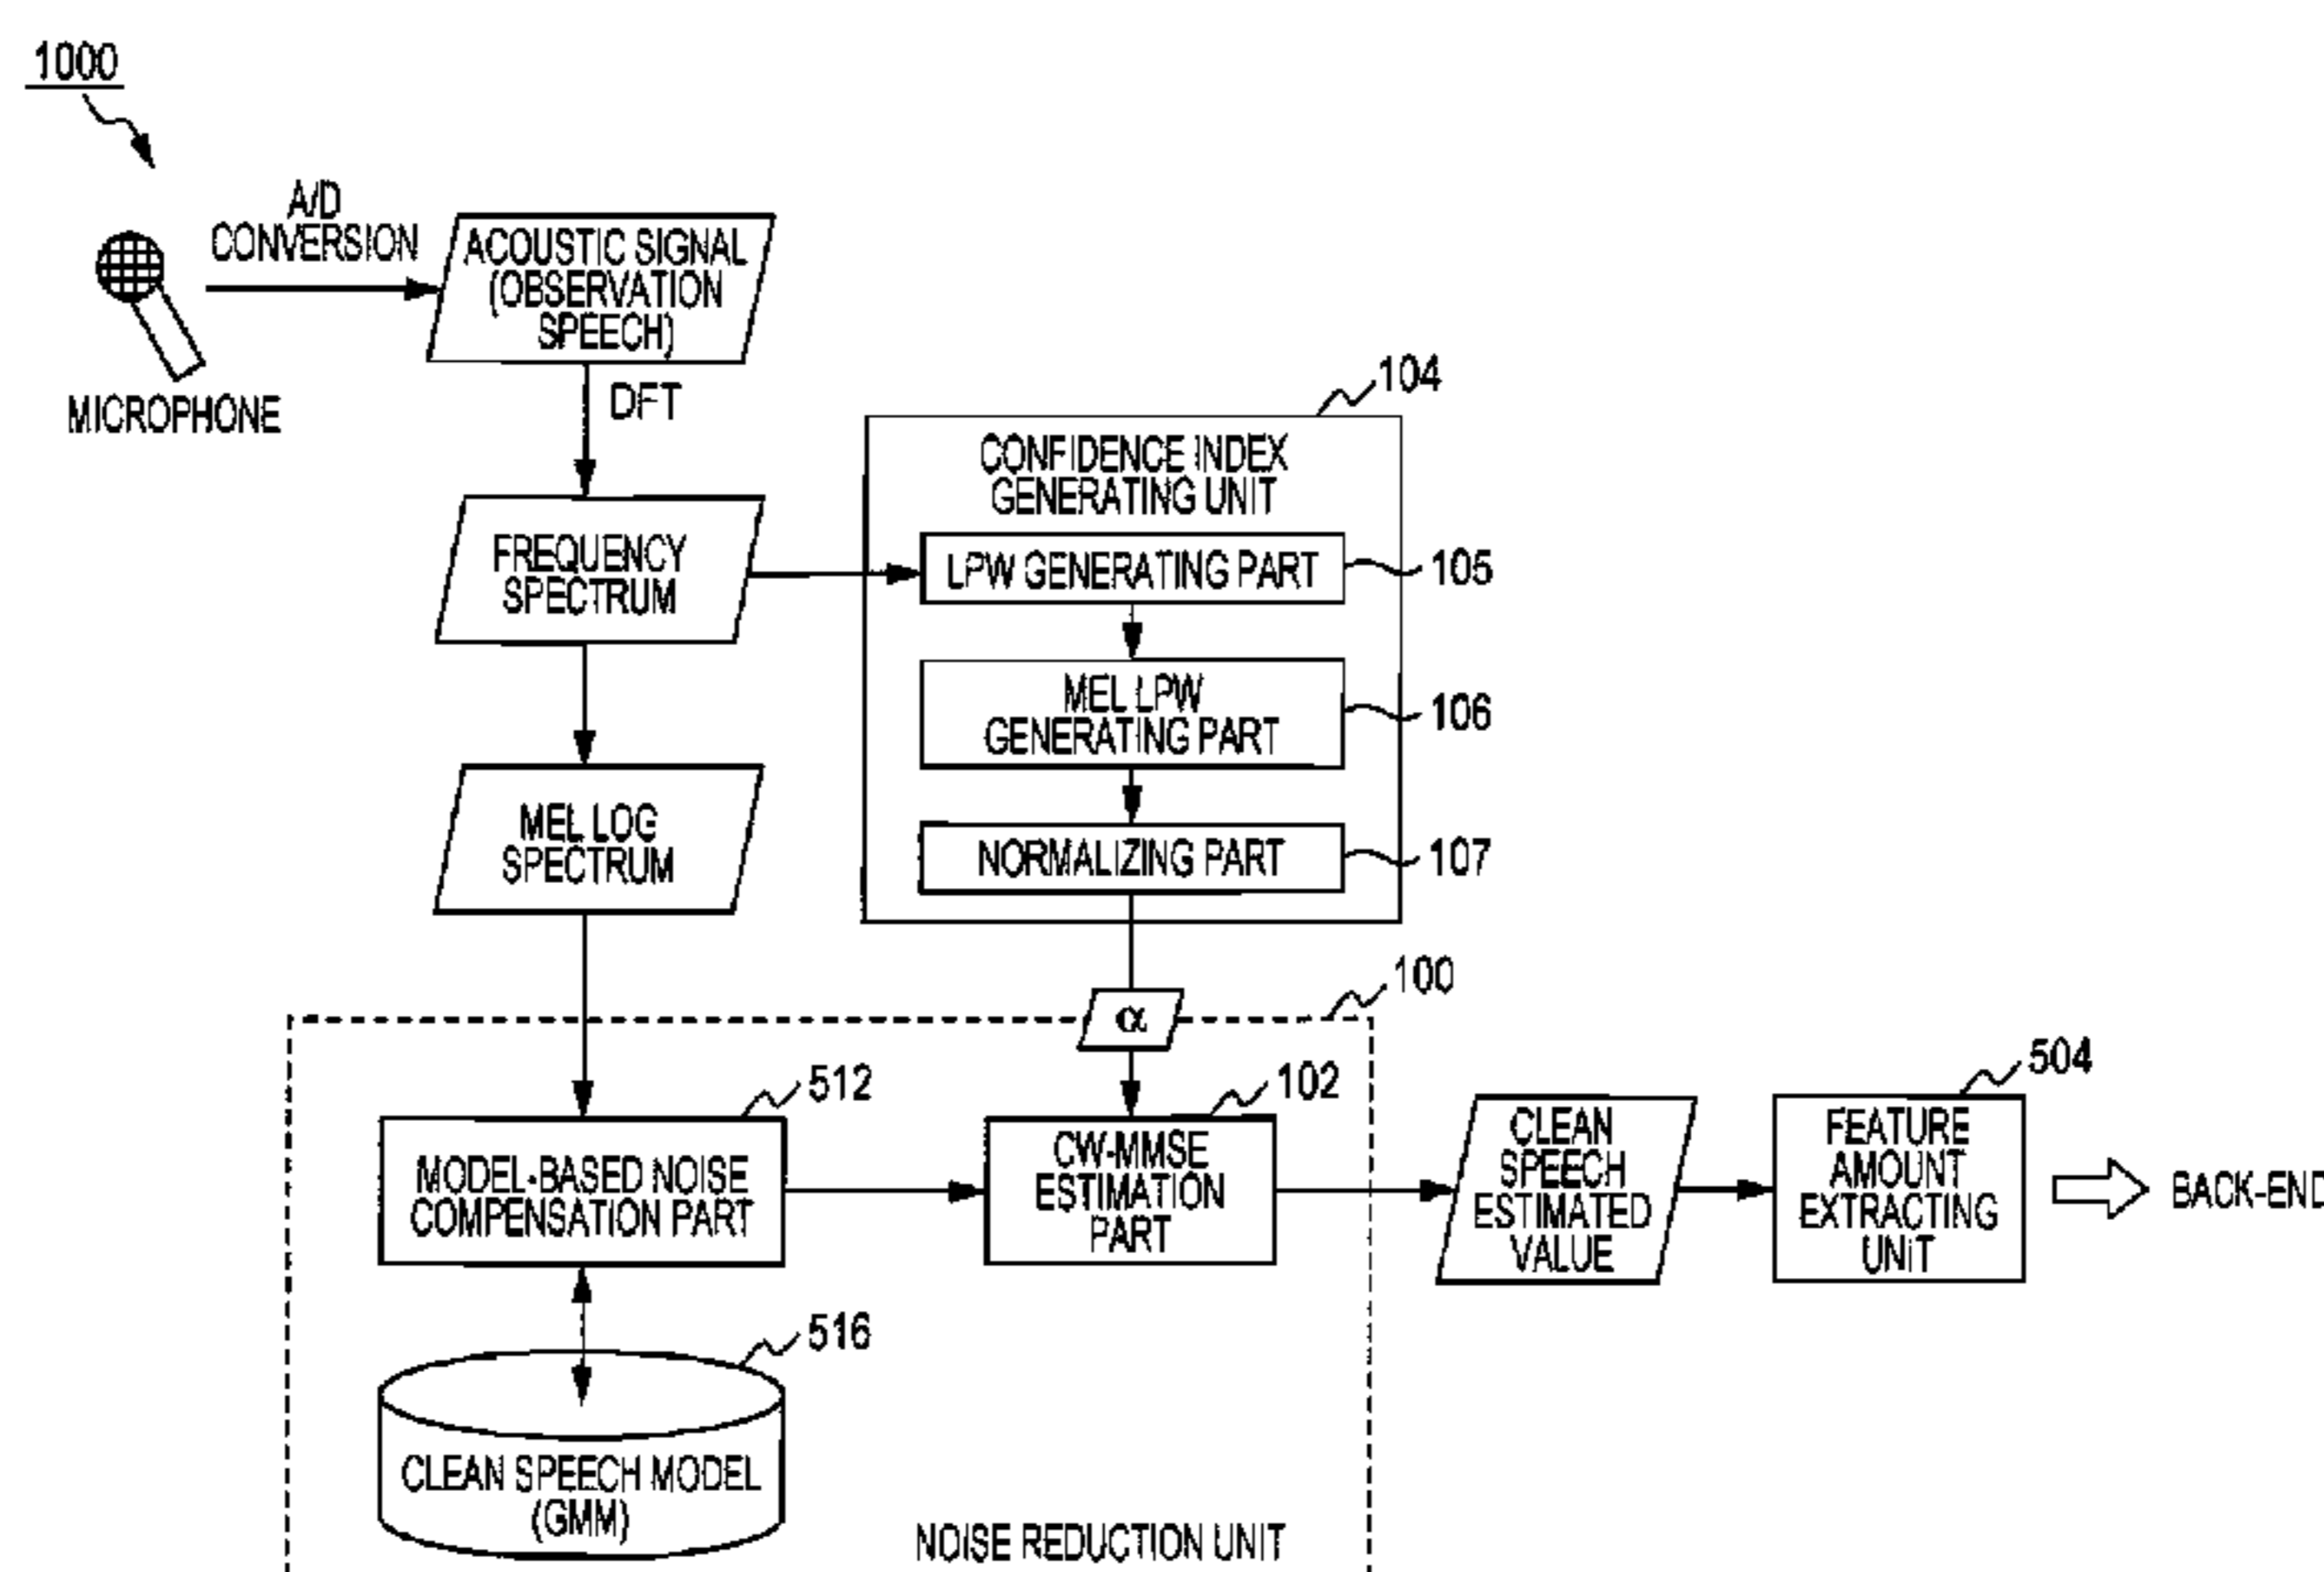 1000
A/D
CONVERSION
MICROPHONE
ACOUSTIC SIGNAL
(OBSERVATION
SPEECH)
DFT
FREQUENCY
SPECTRUM
MEL LOG
SPECTRUM
104
CONFIDENCE INDEX
GENERATING UNIT
LPW GENERATING PART
105
MEL LPW
GENERATING PART
106
NORMALIZING PART
107
α
100
512
MODEL-BASED NOISE
COMPENSATION PART
102
CW-MMSE
ESTIMATION
PART
516
CLEAN SPEECH MODEL
(GMM)
NOISE REDUCTION UNIT
CLEAN
SPEECH
ESTIMATED
VALUE
504
FEATURE
AMOUNT
EXTRACTING
UNIT
BACK-END